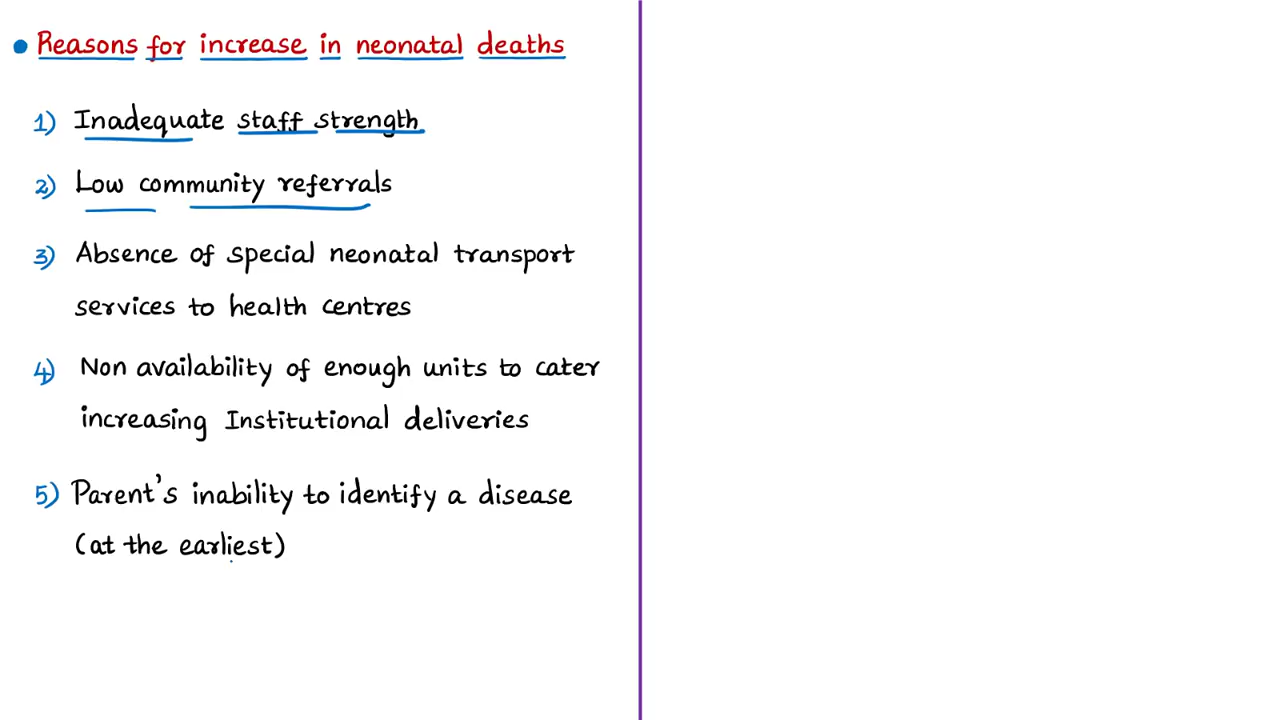 • Reasons for increase in neonatal deaths
1) Inadequate staff strength
2) Low community referrals
3) Absence of special neonatal transport
services to health centres
4) Non availability of enough units to cater
increasing Institutional deliveries
5) Parent's inability to identify a disease
(at the earliest)